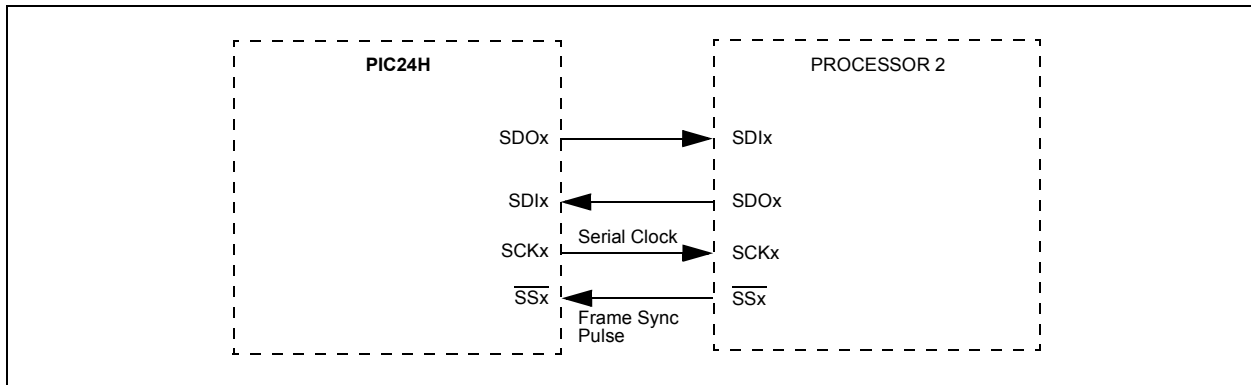 PIC24H
PROCESSOR 2
SDOx
SDIx
SDIx
SDOx
Serial Clock
SCKx
SCKx
SSx
SSx
Frame Sync
Pulse